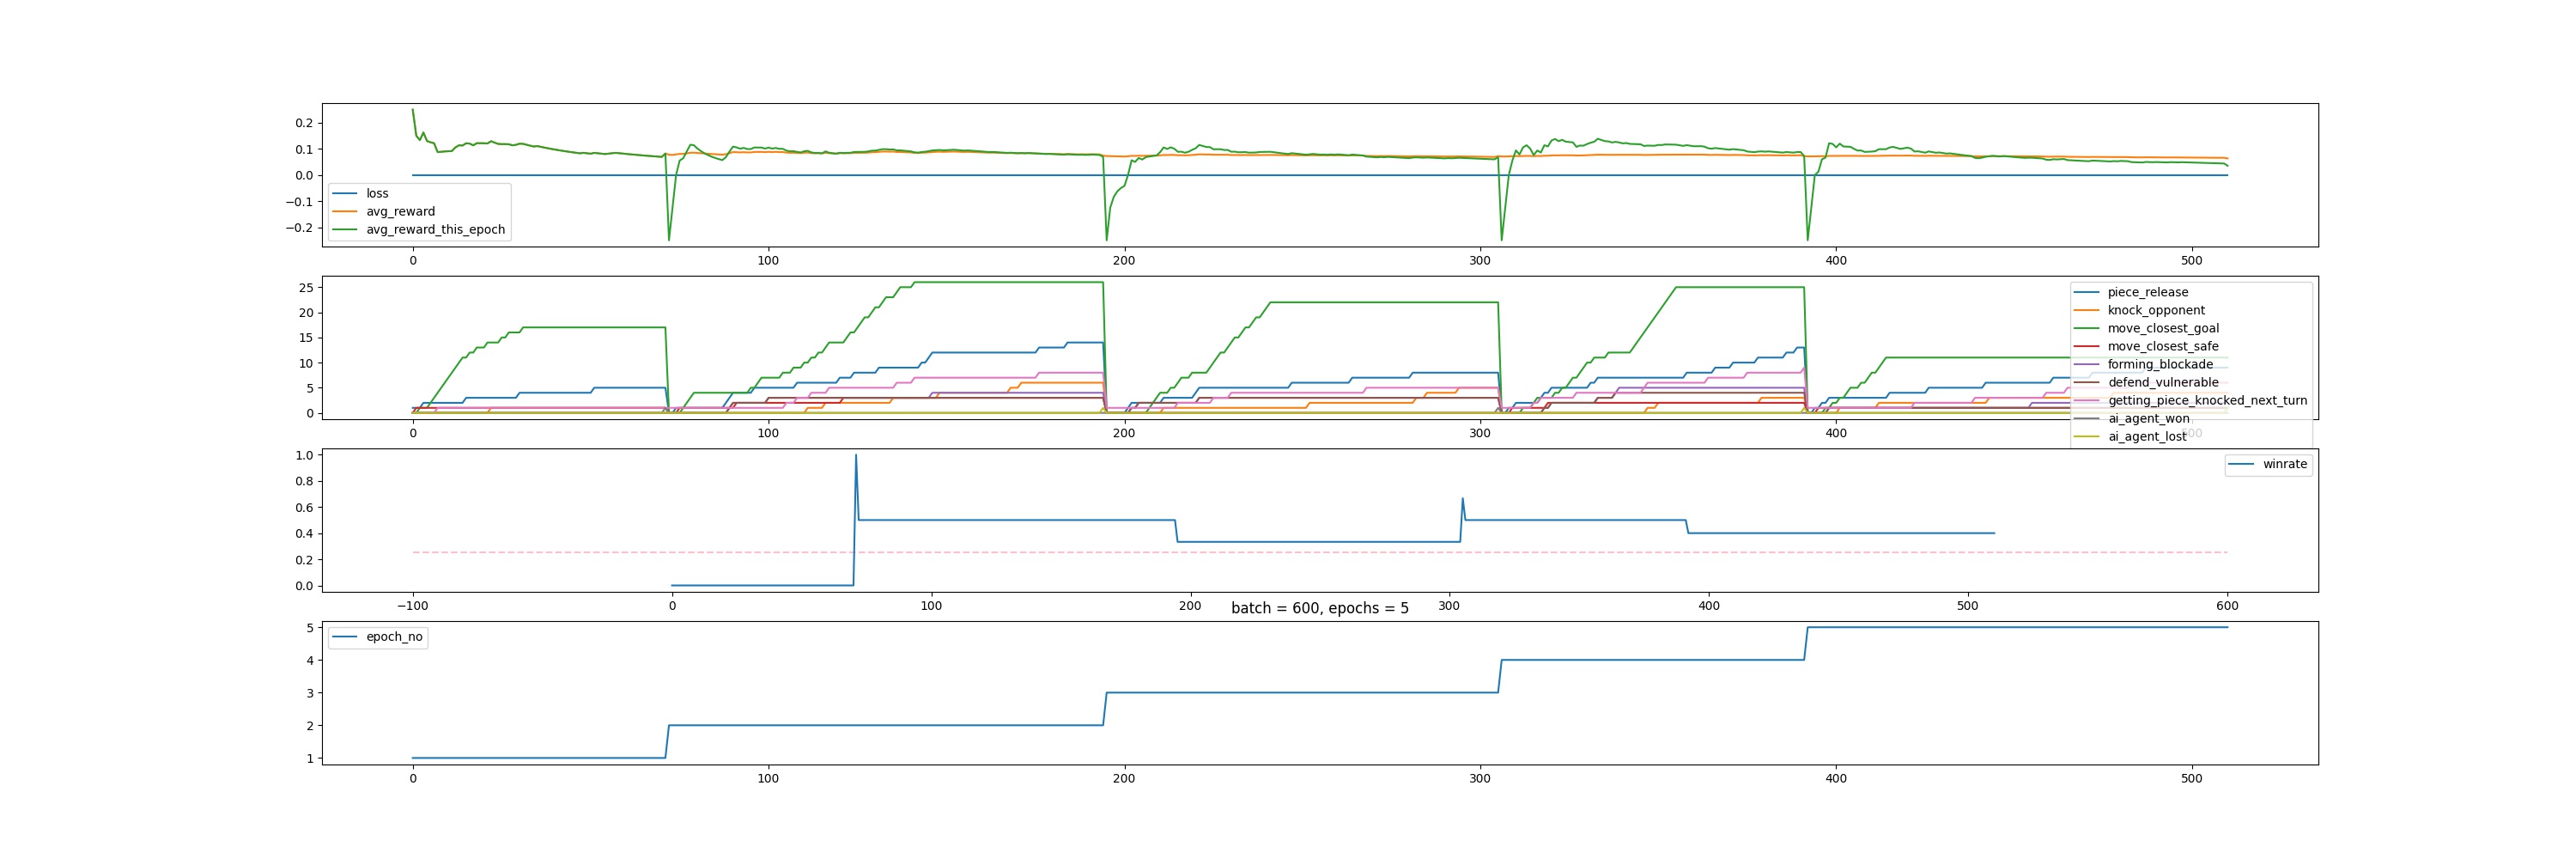 0.2
0.1
0.0
−0.1
−0.2
loss
avg_reward
avg_reward_this_epoch
0 100 200 300 400 500
25
20
15
10
5
0
piece_release
knock_opponent
move_closest_goal
move_closest_safe
forming_blockade
defend_vulnerable
getting_piece_knocked_next_turn
ai_agent_won
ai_agent_lost
0 100 200 300 400 500
1.0
0.8
0.6
0.4
0.2
0.0
winrate
−100 0 100 200 300 400 500 600
batch = 600, epochs = 5
5
4
3
2
1
epoch_no
0 100 200 300 400 500